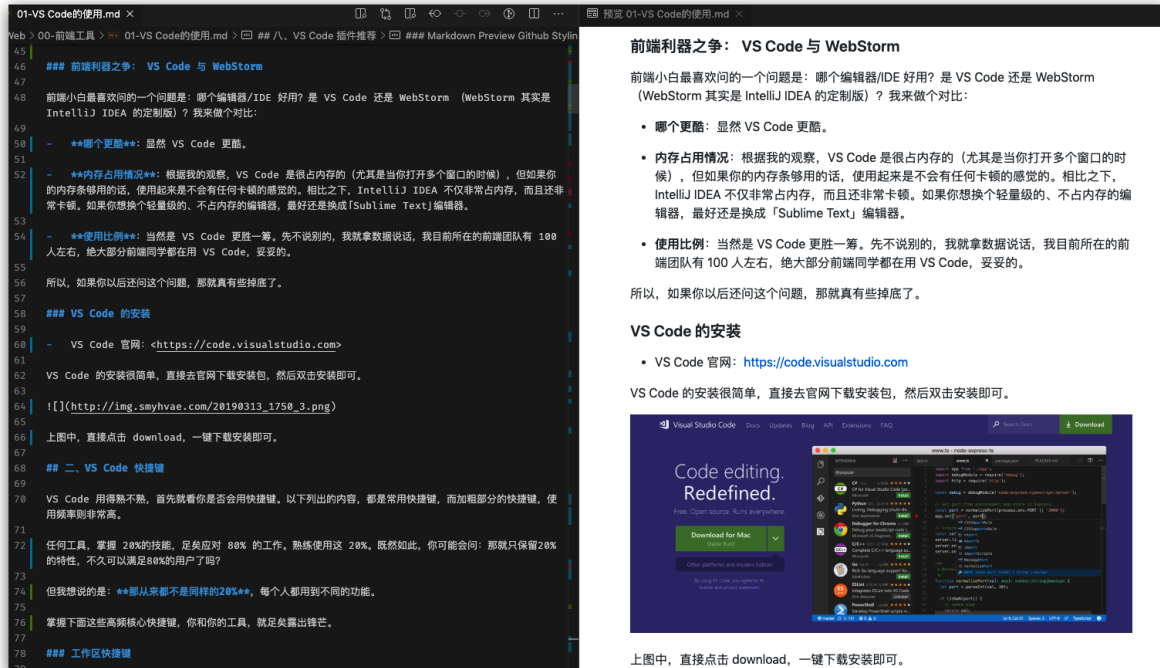 01-VS Code的使用.md
Web > 00-前端工具 > 01-VS Code的使用.md > ## 八、VS Code 插件推荐 > ### Markdown Preview Github Stylin
45
46 ### 前端利器之争： VS Code 与 WebStorm
47
48 前端小白最喜欢问的一个问题是：哪个编辑器/IDE 好用？是 VS Code 还是 WebStorm （WebStorm 其实是
IntelliJ IDEA 的定制版）？我来做个对比：
49
50 - **哪个更酷**：显然 VS Code 更酷。
51
52 - **内存占用情况**：根据我的观察，VS Code 是很占内存的（尤其是当你打开多个窗口的时候），但如果你
的内存条够用的话，使用起来是不会有任何卡顿的感觉的。相比之下，IntelliJ IDEA 不仅非常占内存，而且还非
常卡顿。如果你想换个轻量级的、不占内存的编辑器，最好还是换成「Sublime Text」编辑器。
53
54 - **使用比例**：当然是 VS Code 更胜一筹。先不说别的，我就拿数据说话，我目前所在的前端团队有 100
人左右，绝大部分前端同学都在用 VS Code，妥妥的。
55
56 所以，如果你以后还问这个问题，那就真有些掉底了。
57
58 ### VS Code 的安装
59
60 - VS Code 官网：<https://code.visualstudio.com>
61
62 VS Code 的安装很简单，直接去官网下载安装包，然后双击安装即可。
63
64 ![](http://img.smyhvae.com/20190313_1750_3.png)
65
66 上图中，直接点击 download，一键下载安装即可。
67
68 ## 二、VS Code 快捷键
69
70 VS Code 用得熟不熟，首先就看你是否会用快捷键。以下列出的内容，都是常用快捷键，而加粗部分的快捷键，使
用频率则非常高。
71
72 任何工具，掌握 20%的技能，足矣应对 80% 的工作。熟练使用这 20%。既然如此，你可能会问：那就只保留20%
的特性，不久可以满足80%的用户了吗？
73
74 但我想说的是：**那从来都不是同样的20%**，每个人都用到不同的功能。
75
76 掌握下面这些高频核心快捷键，你和你的工具，就足矣露出锋芒。
77
78 ### 工作区快捷键
预览 01-VS Code的使用.md
前端利器之争： VS Code 与 WebStorm
前端小白最喜欢问的一个问题是：哪个编辑器/IDE 好用？是 VS Code 还是 WebStorm
（WebStorm 其实是 IntelliJ IDEA 的定制版）？我来做个对比：
• 哪个更酷：显然 VS Code 更酷。
• 内存占用情况：根据我的观察，VS Code 是很占内存的（尤其是当你打开多个窗口的时
候），但如果你的内存条够用的话，使用起来是不会有任何卡顿的感觉的。相比之下，
IntelliJ IDEA 不仅非常占内存，而且还非常卡顿。如果你想换个轻量级的、不占内存的编
辑器，最好还是换成「Sublime Text」编辑器。
• 使用比例：当然是 VS Code 更胜一筹。先不说别的，我就拿数据说话，我目前所在的前
端团队有 100 人左右，绝大部分前端同学都在用 VS Code，妥妥的。
所以，如果你以后还问这个问题，那就真有些掉底了。
VS Code 的安装
• VS Code 官网：https://code.visualstudio.com
VS Code 的安装很简单，直接去官网下载安装包，然后双击安装即可。
Visual Studio Code Docs Updates Blog API Extensions FAQ Search Docs Download
Code editing.
Redefined.
Free. Open source. Runs everywhere.
Download for Mac
Stable Build
Other platforms and Insiders Edition
By using VS Code, you agree to its
license and privacy statement.
上图中，直接点击 download，一键下载安装即可。